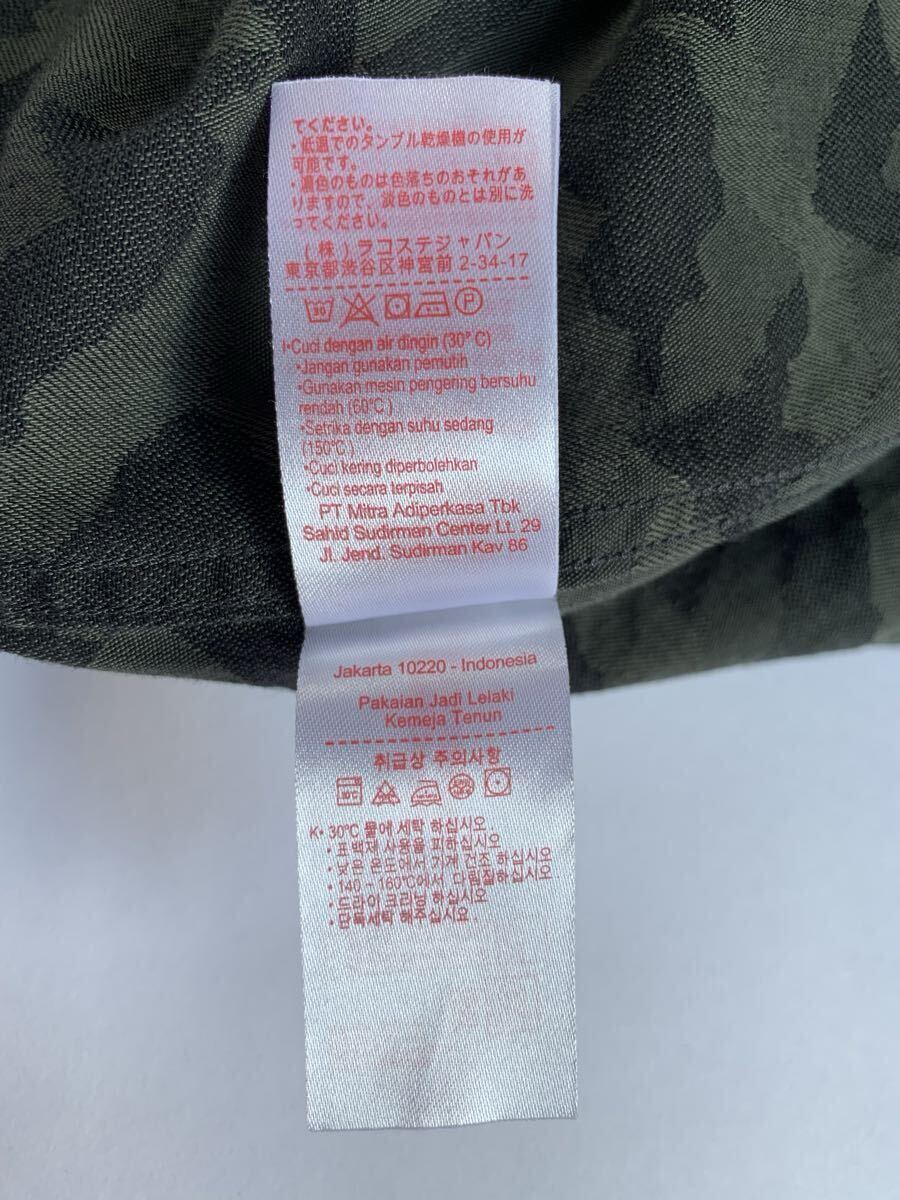 てください。
・低温でのタンブル乾燥機の使用が
可能です。
・濃色のものは色落ちのおそれがあ
りますので、淡色のものとは別に洗
ってください。
(株)ラコステジャパン
東京都渋谷区神宮前 2-34-17
30 P
I•Cuci dengan air dingin (30° C)
•Jangan gunakan pemutih
•Gunakan mesin pengering bersuhu
rendah (60°C )
•Setrika dengan suhu sedang
(150°C )
•Cuci kering diperbolehkan
•Cuci secara terpisah
PT Mitra Adiperkasa Tbk
Sahid Sudirman Center Lt. 29
Jl. Jend. Sudirman Kav 86
Jakarta 10220 - Indonesia
Pakaian Jadi Lelaki
Kemeja Tenun
취급상 주의사항
K• 30°C 물에 세탁 하십시오
• 표백제 사용을 피하십시오
• 낮은 온도에서 기계 건조 하십시오
• 140 ~ 160°C에서 다림질하십시오
• 드라이 크리닝 하십시오
• 단독세탁 해주십시요.